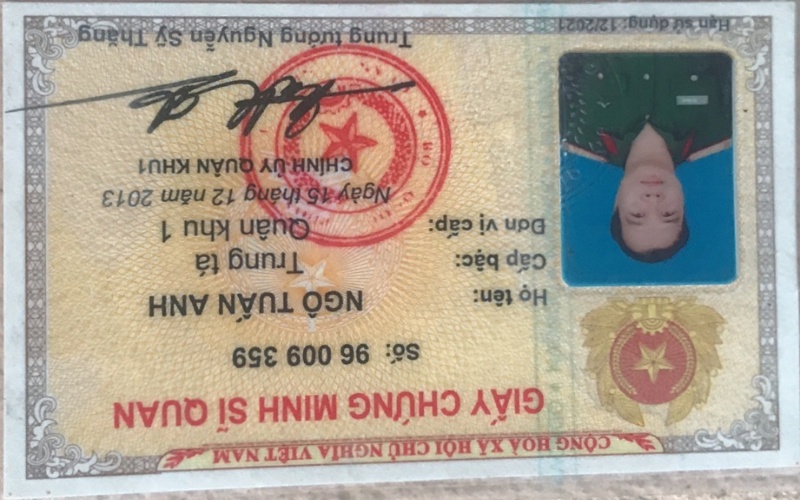 CỘNG HOÀ XÃ HỘI CHỦ NGHĨA VIỆT NAM
GIẤY CHỨNG MINH SĨ QUAN
Số: 96 009 359
Họ tên: NGÔ TUẤN ANH
Cấp bậc: Trung tá
Đơn vị cấp: Quân khu 1
Ngày 15 tháng 12 năm 2013
CHÍNH ỦY QUÂN KHU1
Trung tướng Nguyễn Sỹ Thăng
Hạn sử dụng: 12/2021